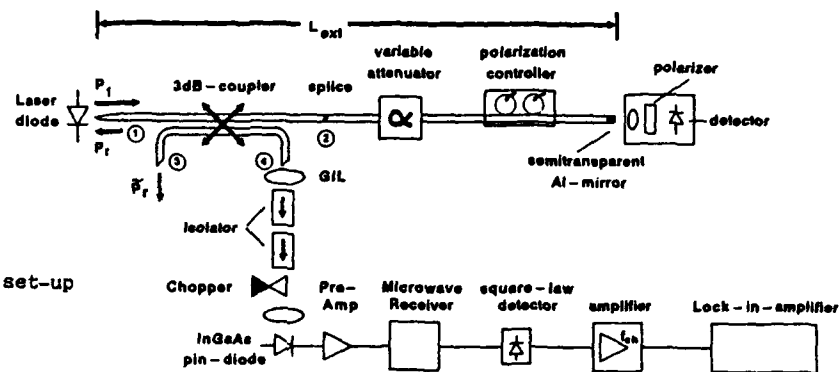 L_ext
variable
attenuator
polarization
controller
polarizer
3dB-coupler
splice
Laser
diode
P_f
P_r
1
2
3
4
α
detector
semitransparent
Al-mirror
P̃_r
GIL
Isolator
set-up
Chopper
Pre-
Amp
Microwave
Receiver
square-law
detector
amplifier
Lock-in-amplifier
f_ch
InGaAs
pin-diode